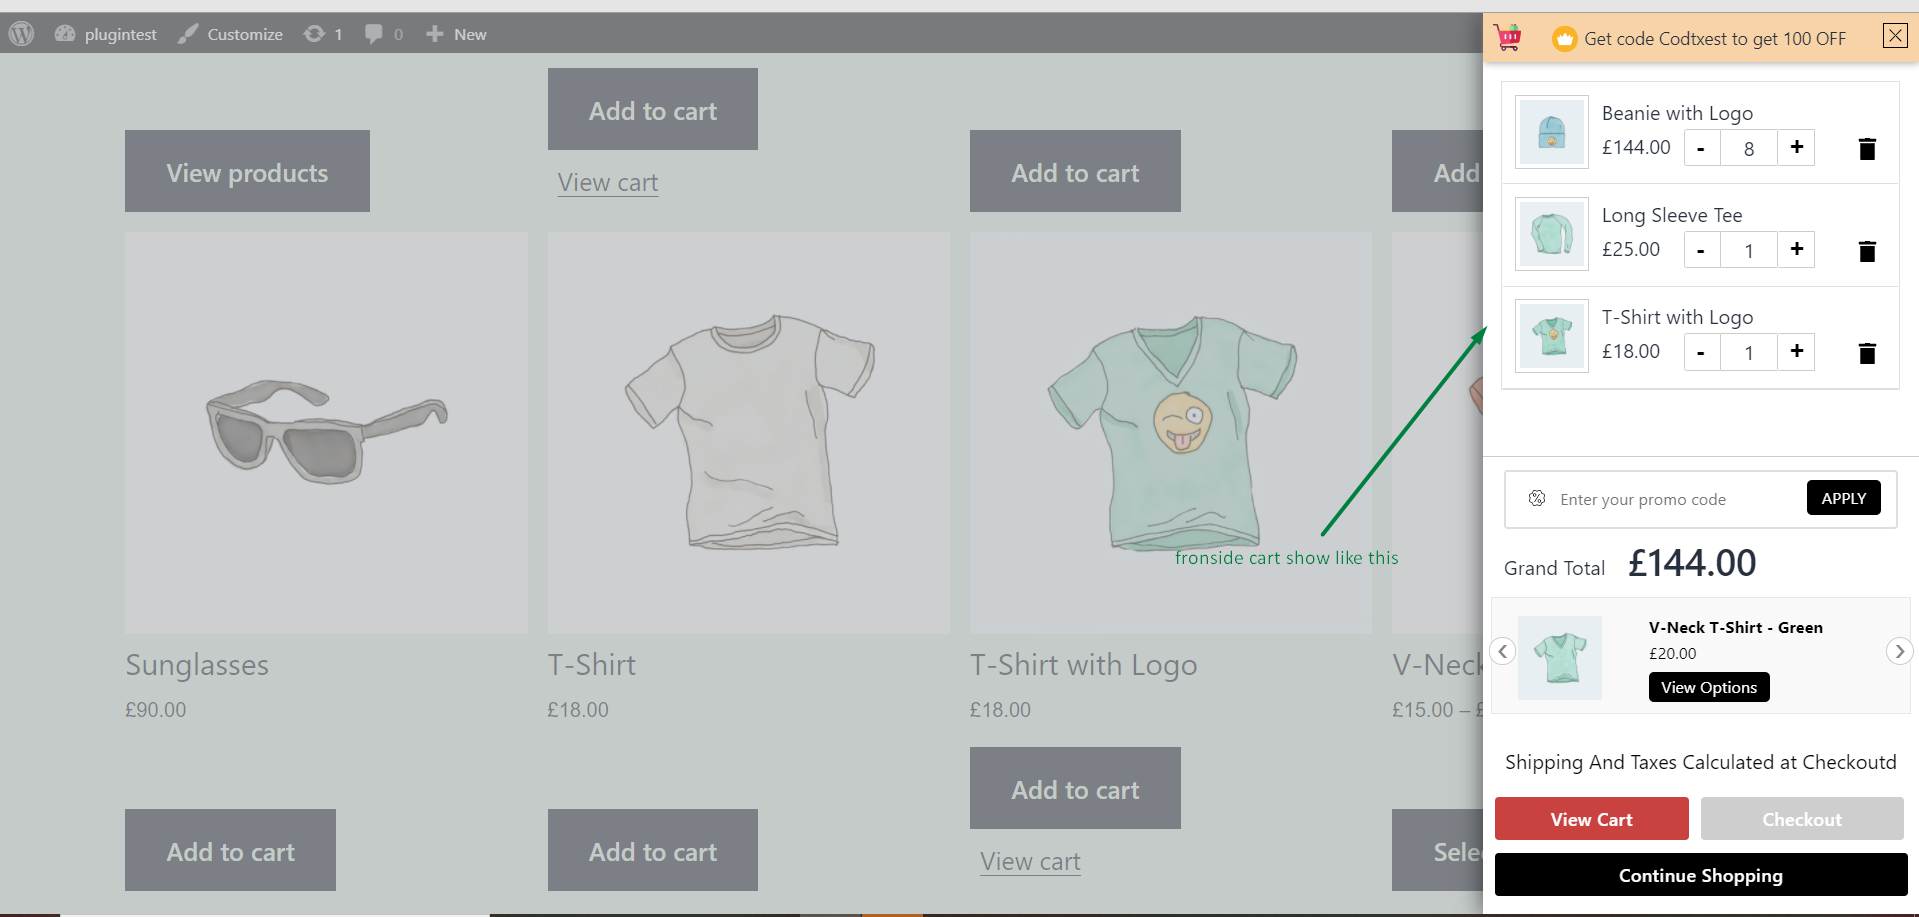 plugintest Customize 1 0 New
Get code Codtxest to get 100 OFF
Add to cart
View products
View cart
Add to cart
Add
Sunglasses
£90.00
T-Shirt
£18.00
T-Shirt with Logo
£18.00
V-Neck
£15.00 – £
Add to cart
Add to cart
Add to cart
View cart
Sele
fronside cart show like this
Beanie with Logo
£144.00 - 8 +
Long Sleeve Tee
£25.00 - 1 +
T-Shirt with Logo
£18.00 - 1 +
Enter your promo code APPLY
Grand Total £144.00
V-Neck T-Shirt - Green
£20.00
View Options
Shipping And Taxes Calculated at Checkoutd
View Cart Checkout
Continue Shopping